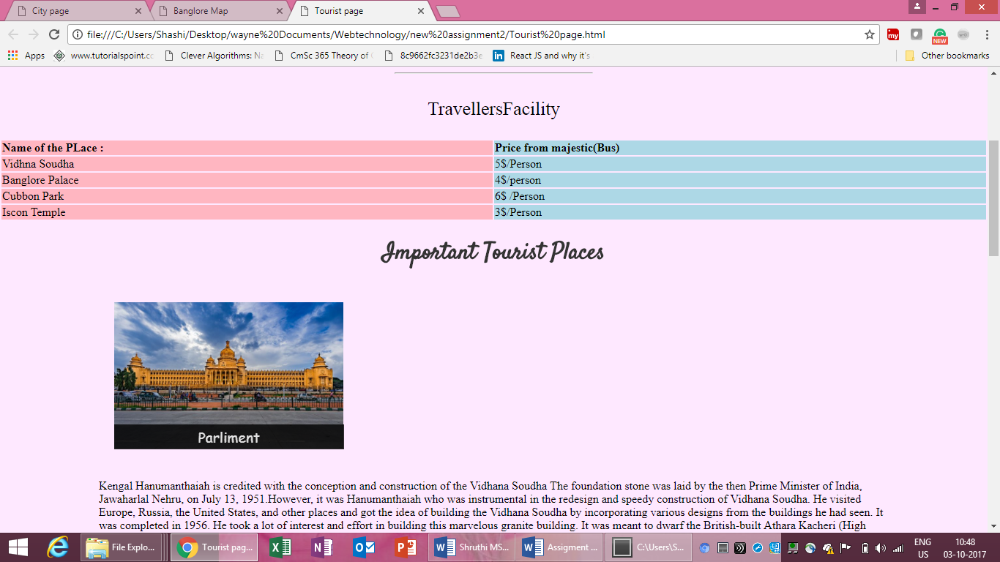 City page
Banglore Map
Tourist page
file:///C:/Users/Shashi/Desktop/wayne%20Documents/Webtechnology/new%20assignment2/Tourist%20page.html
my
NEW
Apps
www.tutorialspoint.co
Clever Algorithms: Na
CmSc 365 Theory of
8c9662fc3231de2b3e
in
React JS and why it's
Other bookmarks
TravellersFacility
Name of the PLace : Price from majestic(Bus)
Vidhna Soudha 5$/Person
Banglore Palace 4$/person
Cubbon Park 6$ /Person
Iscon Temple 3$/Person
Important Tourist Places
Parliment
Kengal Hanumanthaiah is credited with the conception and construction of the Vidhana Soudha The foundation stone was laid by the then Prime Minister of India,
Jawaharlal Nehru, on July 13, 1951.However, it was Hanumanthaiah who was instrumental in the redesign and speedy construction of Vidhana Soudha. He visited
Europe, Russia, the United States, and other places and got the idea of building the Vidhana Soudha by incorporating various designs from the buildings he had seen. It
was completed in 1956. He took a lot of interest and effort in building this marvelous granite building. It was meant to dwarf the British-built Athara Kacheri (High
File Explo...
Tourist pag...
Shruthi MS...
Assigment ...
C:\Users\S...
ENG
US
10:48
03-10-2017